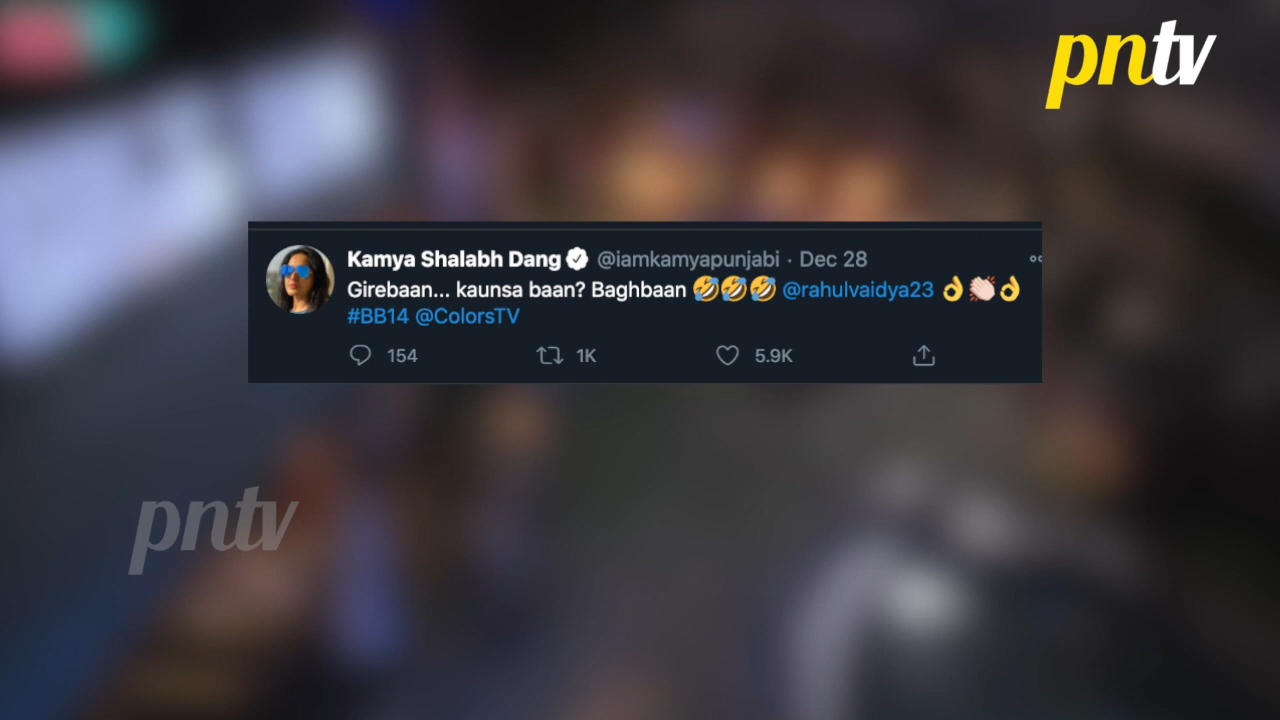 pntv
Kamya Shalabh Dang @iamkamyapunjabi · Dec 28
Girebaan... kaunsa baan? Baghbaan 🤣🤣🤣 @rahulvaidya23 👌👏🏻👌
#BB14 @ColorsTV
154 1K 5.9K
pntv